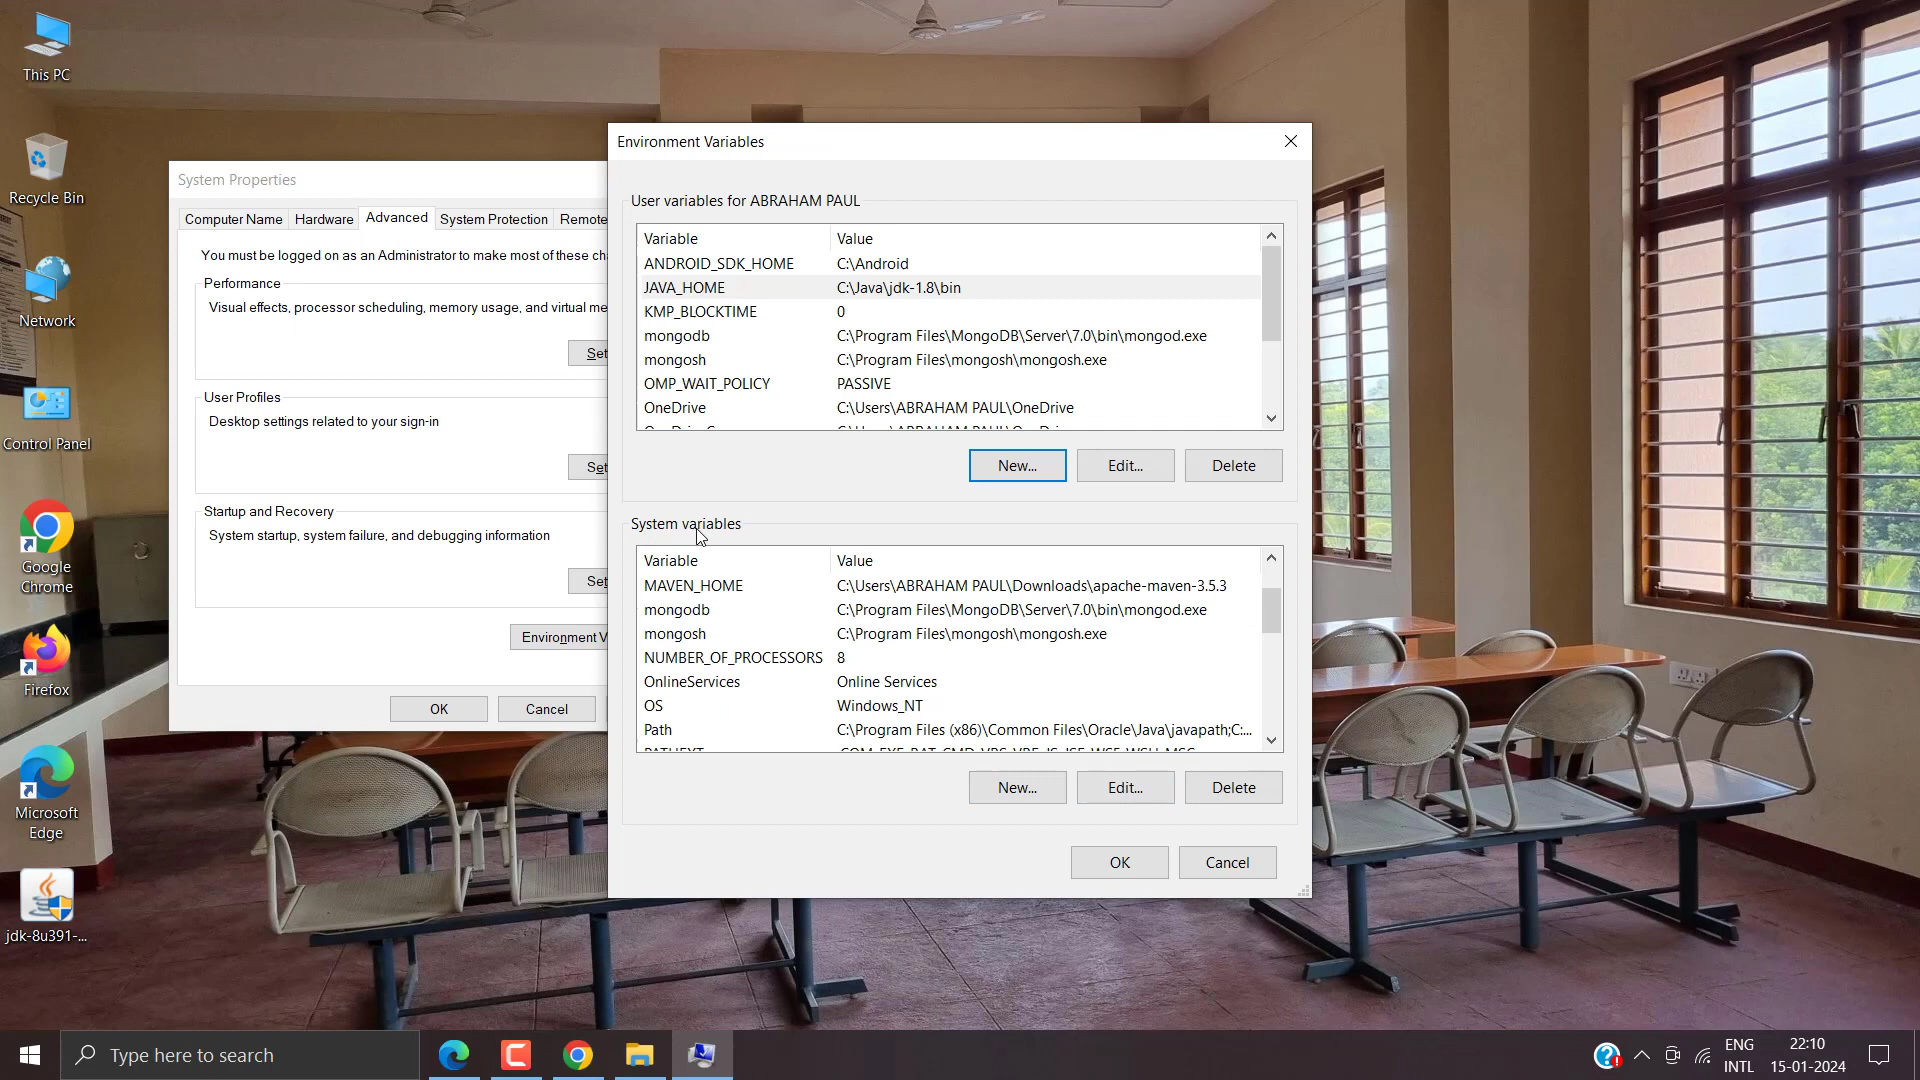 This PC
Recycle Bin
Network
Control Panel
Google
Chrome
Firefox
Microsoft
Edge
jdk-8u391-...
System Properties
Computer Name
Hardware
Advanced
System Protection
Remote
You must be logged on as an Administrator to make most of these ch
Performance
Visual effects, processor scheduling, memory usage, and virtual me
Set
User Profiles
Desktop settings related to your sign-in
Set
Startup and Recovery
System startup, system failure, and debugging information
Set
Environment V
OK
Cancel
Environment Variables
User variables for ABRAHAM PAUL
Variable Value
ANDROID_SDK_HOME C:\Android
JAVA_HOME C:\Java\jdk-1.8\bin
KMP_BLOCKTIME 0
mongodb C:\Program Files\MongoDB\Server\7.0\bin\mongod.exe
mongosh C:\Program Files\mongosh\mongosh.exe
OMP_WAIT_POLICY PASSIVE
OneDrive C:\Users\ABRAHAM PAUL\OneDrive
New... Edit... Delete
System variables
Variable Value
MAVEN_HOME C:\Users\ABRAHAM PAUL\Downloads\apache-maven-3.5.3
mongodb C:\Program Files\MongoDB\Server\7.0\bin\mongod.exe
mongosh C:\Program Files\mongosh\mongosh.exe
NUMBER_OF_PROCESSORS 8
OnlineServices Online Services
OS Windows_NT
Path C:\Program Files (x86)\Common Files\Oracle\Java\javapath;C:...
New... Edit... Delete
OK Cancel
Type here to search
ENG
INTL
22:10
15-01-2024